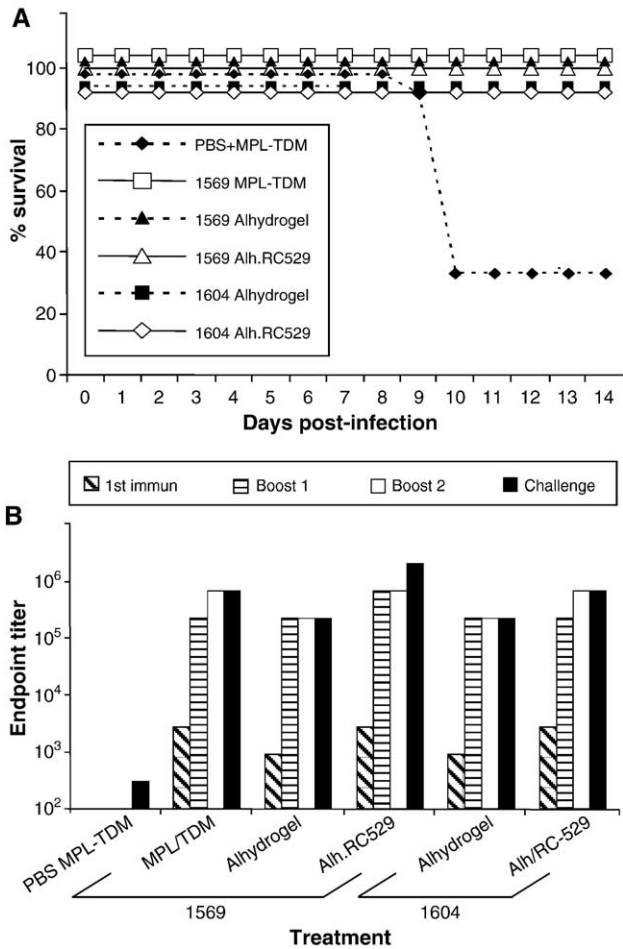 A
% survival
100
80
60
40
20
0
PBS+MPL-TDM
1569 MPL-TDM
1569 Alhydrogel
1569 Alh.RC529
1604 Alhydrogel
1604 Alh.RC529
0 1 2 3 4 5 6 7 8 9 10 11 12 13 14
Days post-infection
1st immun Boost 1 Boost 2 Challenge
B
Endpoint titer
10⁶
10⁵
10⁴
10³
10²
PBS MPL-TDM MPL/TDM Alhydrogel Alh.RC529 Alhydrogel Alh/RC-529
1569 1604
Treatment